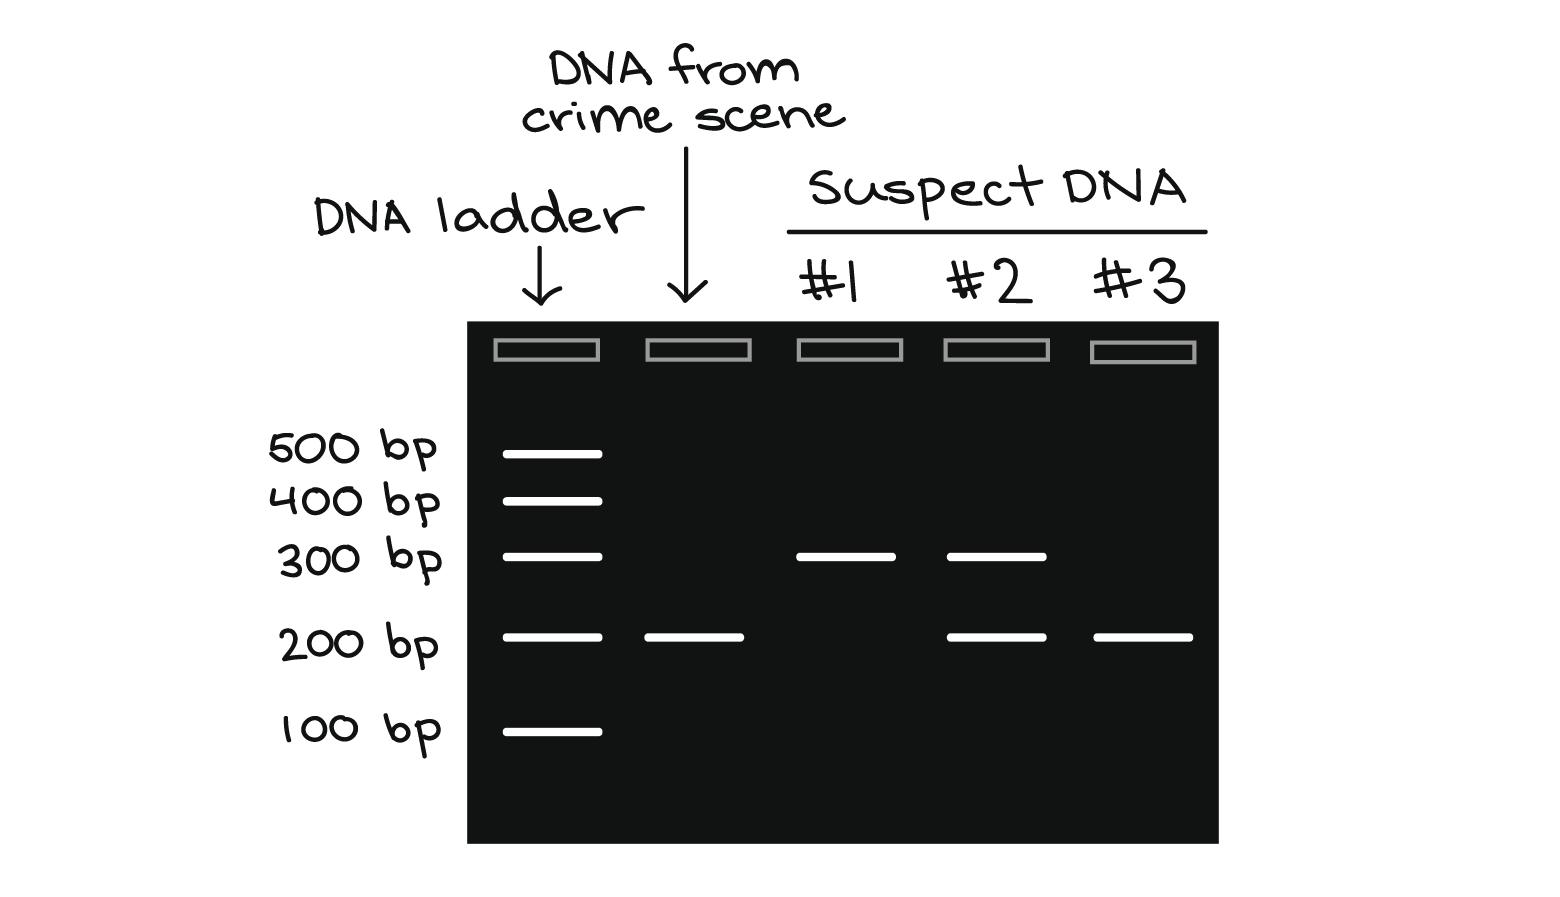 DNA from
crime scene
DNA ladder
Suspect DNA
#1 #2 #3
500 bp
400 bp
300 bp
200 bp
100 bp